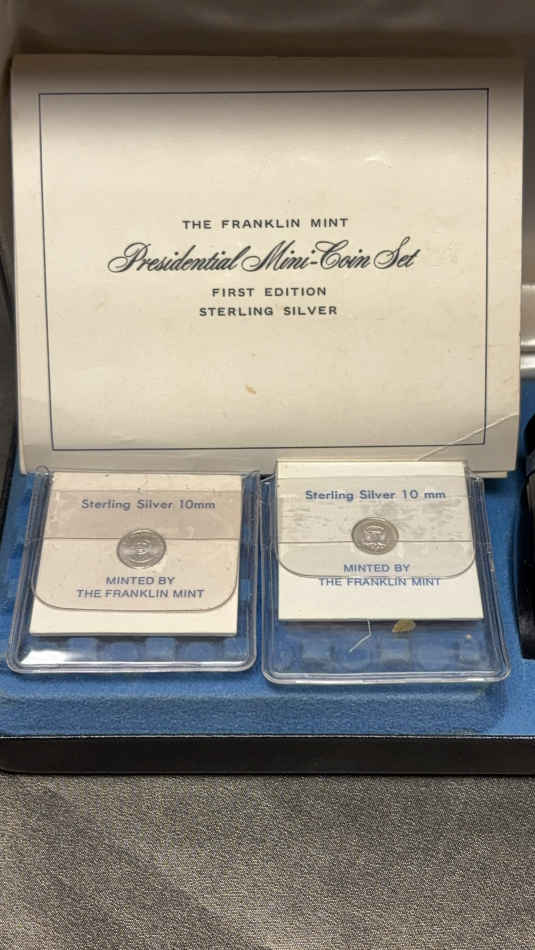 THE FRANKLIN MINT
Presidential Mini-Coin Set
FIRST EDITION
STERLING SILVER
Sterling Silver 10mm
MINTED BY
THE FRANKLIN MINT
Sterling Silver 10 mm
MINTED BY
THE FRANKLIN MINT